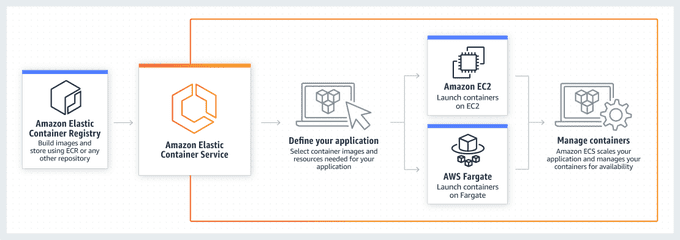 Amazon Elastic
Container Registry
Build images and
store using ECR or any
other repository
Amazon Elastic
Container Service
Define your application
Select container images and
resources needed for your
application
Amazon EC2
Launch containers
on EC2
AWS Fargate
Launch containers
on Fargate
Manage containers
Amazon ECS scales your
application and manages your
containers for availability